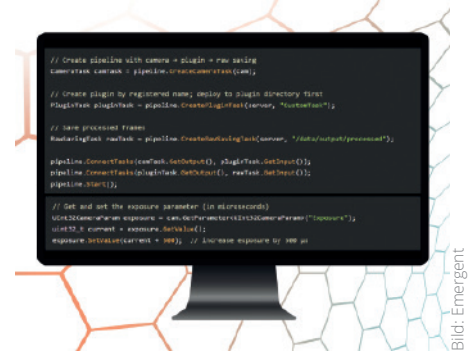 // Create pipeline with camera → plugin → raw saving
CameraTask camTask = pipeline.CreateCameraTask(cam);
// Create plugin by registered name; deploy to plugin directory first
PluginTask pluginTask = pipeline.CreatePluginTask(server, "CustomTask");
// Save processed frames
RawSavingTask rawTask = pipeline.CreateRawSavingTask(server, "/data/output/processed");
pipeline.ConnectTasks(camTask.GetOutput(), pluginTask.GetInput());
pipeline.ConnectTasks(pluginTask.GetOutput(), rawTask.GetInput());
pipeline.Start();
// Get and set the exposure parameter (in microseconds)
UInt32CameraParam exposure = cam.GetParameter<UInt32CameraParam>("Exposure");
uint32_t current = exposure.GetValue();
exposure.SetValue(current + 500); // increase exposure by 500 µs
Bild: Emergent